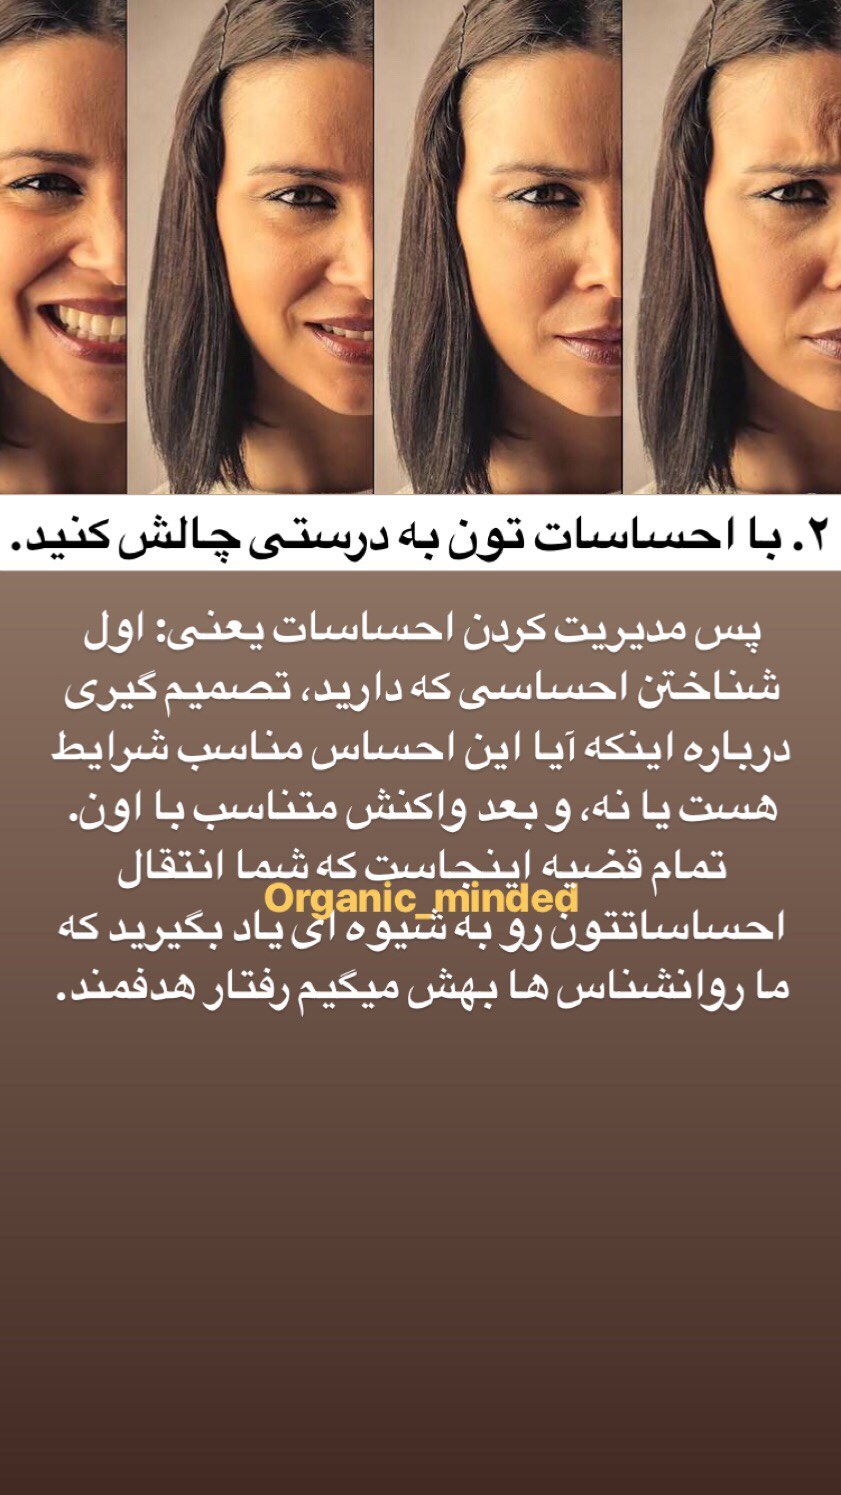 ۲. با احساسات تون به درستی چالش کنید.
پس مدیریت کردن احساسات یعنی: اول
شناختن احساسی که دارید، تصمیم گیری
درباره اینکه آیا این احساس مناسب شرایط
هست یا نه، و بعد واکنش متناسب با اون.
تمام قضیه اینجاست که شما انتقال
Organic_minded
احساساتتون رو به شیوه ای یاد بگیرید که
ما روانشناس ها بهش میگیم رفتار هدفمند.